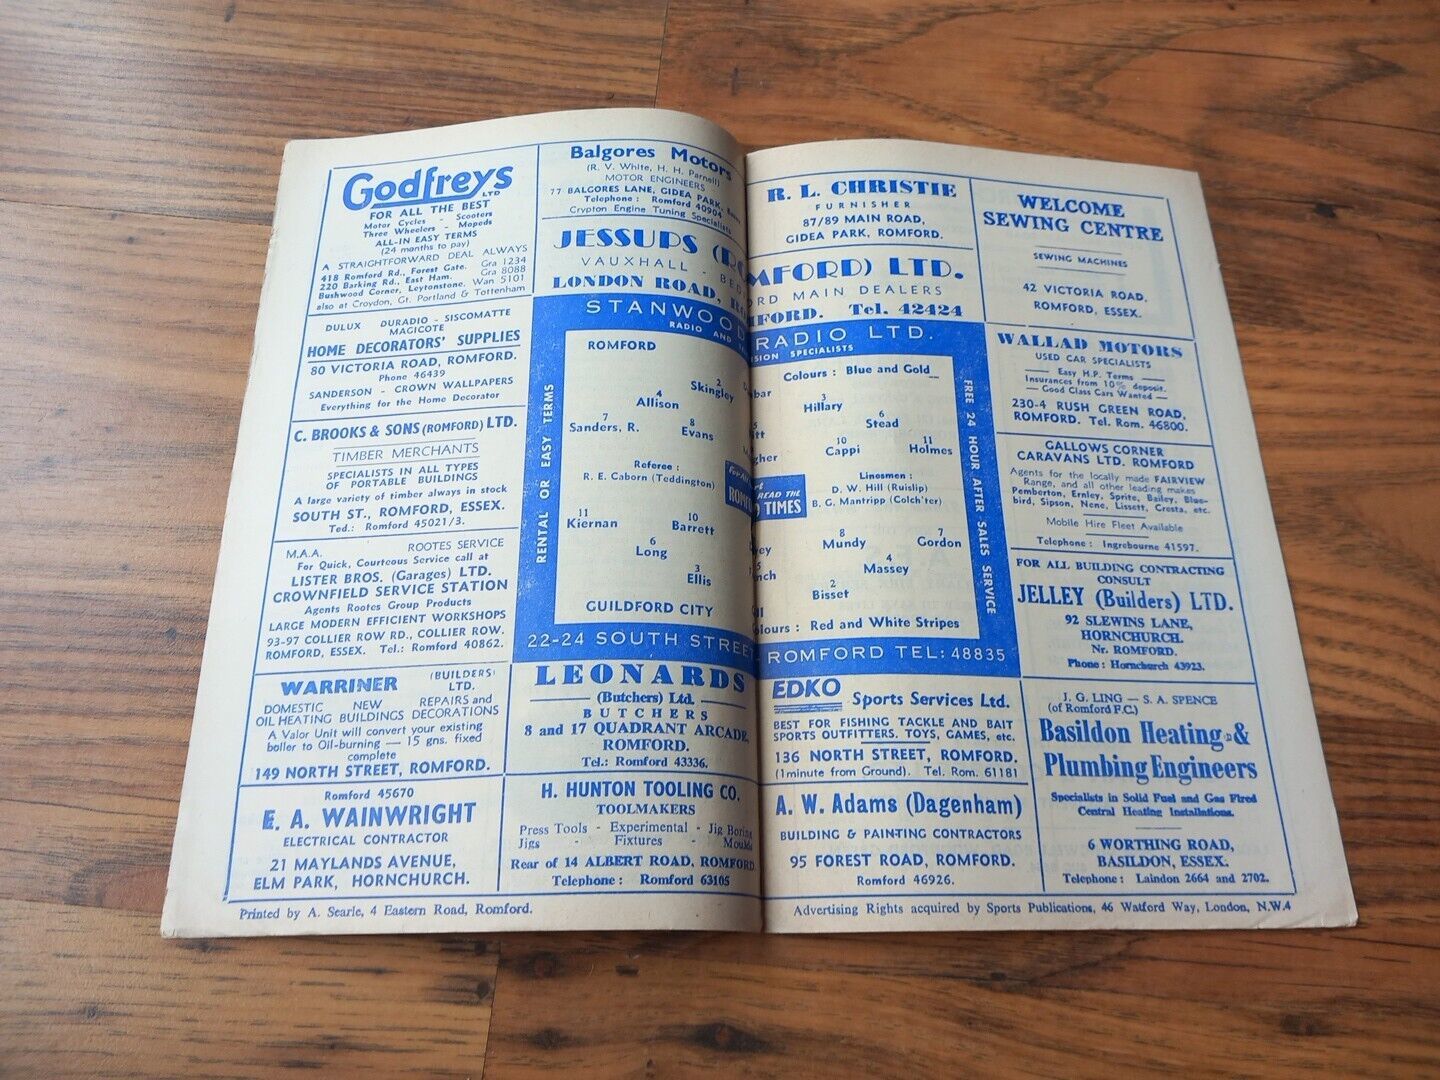 Godfreys
LTD
FOR ALL THE BEST
Motor Cycles - Scooters
Three Wheelers - Mopeds
ALL-IN EASY TERMS
(24 months to pay)
A STRAIGHTFORWARD DEAL ALWAYS
418 Romford Rd., Forest Gate. Gra 1234
220 Barking Rd., East Ham. Gra 8088
Bushwood Corner, Leytonstone. Wan 5101
also at Croydon, Gt. Portland & Tottenham
DULUX DURADIO - SISCOMATTE
MAGICOTE
HOME DECORATORS' SUPPLIES
80 VICTORIA ROAD, ROMFORD.
Phone 46439
SANDERSON - CROWN WALLPAPERS
Everything for the Home Decorator
C. BROOKS & SONS (ROMFORD) LTD.
TIMBER MERCHANTS
SPECIALISTS IN ALL TYPES
OF PORTABLE BUILDINGS
A large variety of timber always in stock
SOUTH ST., ROMFORD, ESSEX.
Ted.: Romford 45021/3.
M.A.A. ROOTES SERVICE
For Quick, Courteous Service call at
LISTER BROS. (Garages) LTD.
CROWNFIELD SERVICE STATION
Agents Rootes Group Products
LARGE MODERN EFFICIENT WORKSHOPS
93-97 COLLIER ROW RD., COLLIER ROW.
ROMFORD, ESSEX. Tel.: Romford 40862.
WARRINER (BUILDERS)
LTD.
DOMESTIC NEW REPAIRS and
OIL HEATING BUILDINGS DECORATIONS
A Valor Unit will convert your existing
boiler to Oil-burning — 15 gns. fixed
complete
149 NORTH STREET, ROMFORD.
Romford 45670
E. A. WAINWRIGHT
ELECTRICAL CONTRACTOR
21 MAYLANDS AVENUE,
ELM PARK, HORNCHURCH.
Printed by A. Searle, 4 Eastern Road, Romford.
Balgores Motors
(R. V. White, H. H. Parnell)
MOTOR ENGINEERS
77 BALGORES LANE, GIDEA PARK,
Telephone: Romford 40904
Crypton Engine Tuning Specialists
R. L. CHRISTIE
FURNISHER
87/89 MAIN ROAD,
GIDEA PARK, ROMFORD.
JESSUPS (ROMFORD) LTD.
VAUXHALL - BEDFORD MAIN DEALERS
LONDON ROAD, ROMFORD. Tel. 42424
STANWOOD RADIO LTD.
RADIO AND VISION SPECIALISTS
RENTAL OR EASY TERMS
FREE 24 HOUR AFTER SALES SERVICE
ROMFORD Colours: Blue and Gold
bar
2 3
Skingley Hillary
4 5 6
Allison tt Stead
7 8 10 11
Sanders, R. Evans gher Cappi Holmes
Referee: Linesmen:
R. E. Caborn (Teddington) D. W. Hill (Ruislip)
B. G. Mantripp (Colch'ter)
READ THE
TIMES
11 10 8 7
Kiernan Barrett vey Mundy Gordon
6 5 4
Long nch Massey
3 2
Ellis Bisset
GUILDFORD CITY Colours: Red and White Stripes
22-24 SOUTH STREET ROMFORD TEL: 48835
LEONARDS
(Butchers) Ltd.
BUTCHERS
8 and 17 QUADRANT ARCADE,
ROMFORD.
Tel.: Romford 43336.
H. HUNTON TOOLING CO.
TOOLMAKERS
Press Tools - Experimental - Jig Boring
Jigs - Fixtures - Moulds
Rear of 14 ALBERT ROAD, ROMFORD.
Telephone: Romford 63105
EDKO Sports Services Ltd.
BEST FOR FISHING TACKLE AND BAIT
SPORTS OUTFITTERS. TOYS, GAMES, etc.
136 NORTH STREET, ROMFORD.
(1minute from Ground). Tel. Rom. 61181
A. W. Adams (Dagenham)
BUILDING & PAINTING CONTRACTORS
95 FOREST ROAD, ROMFORD.
Romford 46926.
WELCOME
SEWING CENTRE
SEWING MACHINES
42 VICTORIA ROAD,
ROMFORD, ESSEX.
WALLAD MOTORS
USED CAR SPECIALISTS
— Easy H.P. Terms —
Insurances from 10% deposit.
— Good Class Cars Wanted —
230-4 RUSH GREEN ROAD,
ROMFORD. Tel. Rom. 46800.
GALLOWS CORNER
CARAVANS LTD. ROMFORD
Agents for the locally made FAIRVIEW
Range, and all other leading makes
Pemberton, Ernley, Sprite, Bailey, Blue-
bird, Sipson, Nene, Lissett, Cresta, etc.
Mobile Hire Fleet Available
Telephone: Ingrebourne 41597.
FOR ALL BUILDING CONTRACTING
CONSULT
JELLEY (Builders) LTD.
92 SLEWINS LANE,
HORNCHURCH.
Nr. ROMFORD.
Phone: Hornchurch 43923.
J. G. LING — S. A. SPENCE
(of Romford F.C.)
Basildon Heating &
Plumbing Engineers
Specialists in Solid Fuel and Gas Fired
Central Heating Installations.
6 WORTHING ROAD,
BASILDON, ESSEX.
Telephone: Laindon 2664 and 2702.
Advertising Rights acquired by Sports Publications, 46 Watford Way, London, N.W.4